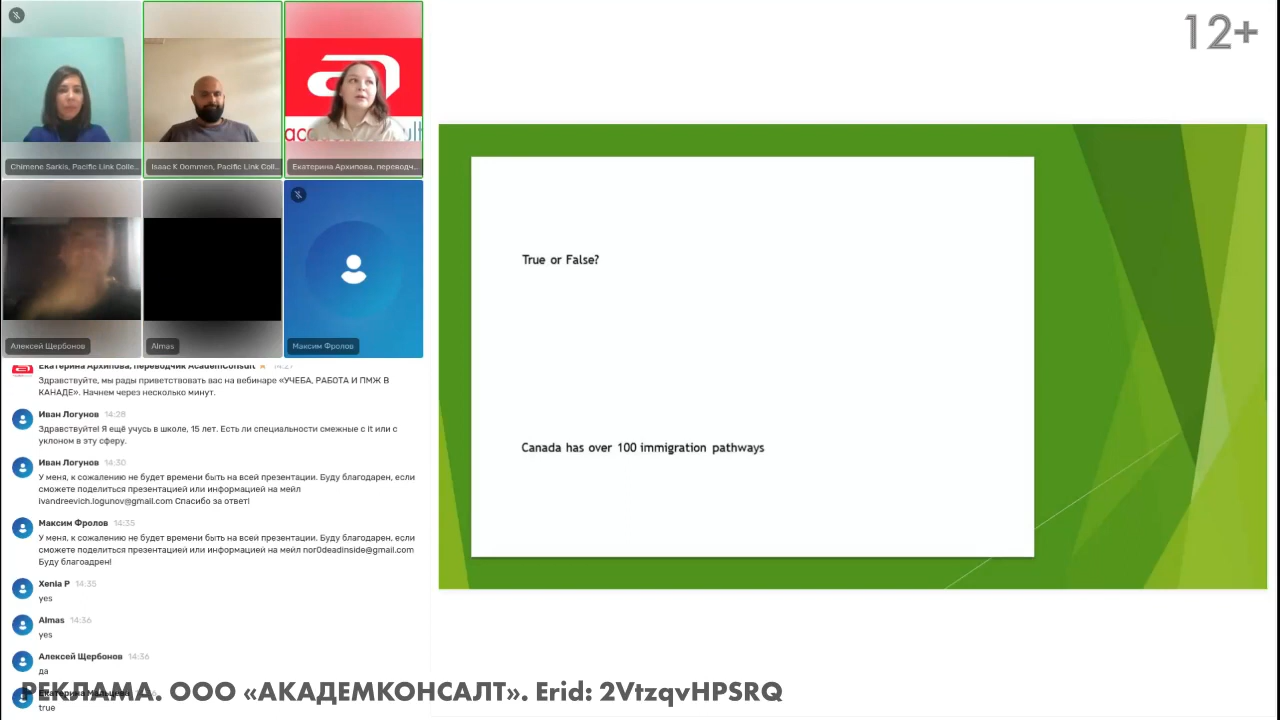 12+
Chimene Sarkis, Pacific Link Colle...
Isaac K Oommen, Pacific Link Coll...
Екатерина Архипова, переводч...
Алексей Щербонов
Almas
Максим Фролов
Екатерина Архипова, переводчик AcademConsult 14:27
Здравствуйте, мы рады приветствовать вас на вебинаре «УЧЕБА, РАБОТА И ПМЖ В
КАНАДЕ». Начнем через несколько минут.
Иван Логунов 14:28
Здравствуйте! Я ещё учусь в школе, 15 лет. Есть ли специальности смежные с it или с
уклоном в эту сферу.
Иван Логунов 14:30
У меня, к сожалению не будет времени быть на всей презентации. Буду благодарен, если
сможете поделиться презентацией или информацией на мейл
ivandreevich.logunov@gmail.com Спасибо за ответ!
Максим Фролов 14:35
У меня, к сожалению не будет времени быть на всей презентации. Буду благодарен, если
сможете поделиться презентацией или информацией на мейл nor0deadinside@gmail.com
Буду благоадрен!
Xenia P 14:35
yes
Almas 14:36
yes
Алексей Щербонов 14:36
да
Екатерина Мальцева
true
True or False?
Canada has over 100 immigration pathways
РЕКЛАМА. ООО «АКАДЕМКОНСАЛТ». Erid: 2VtzqvHPSRQ